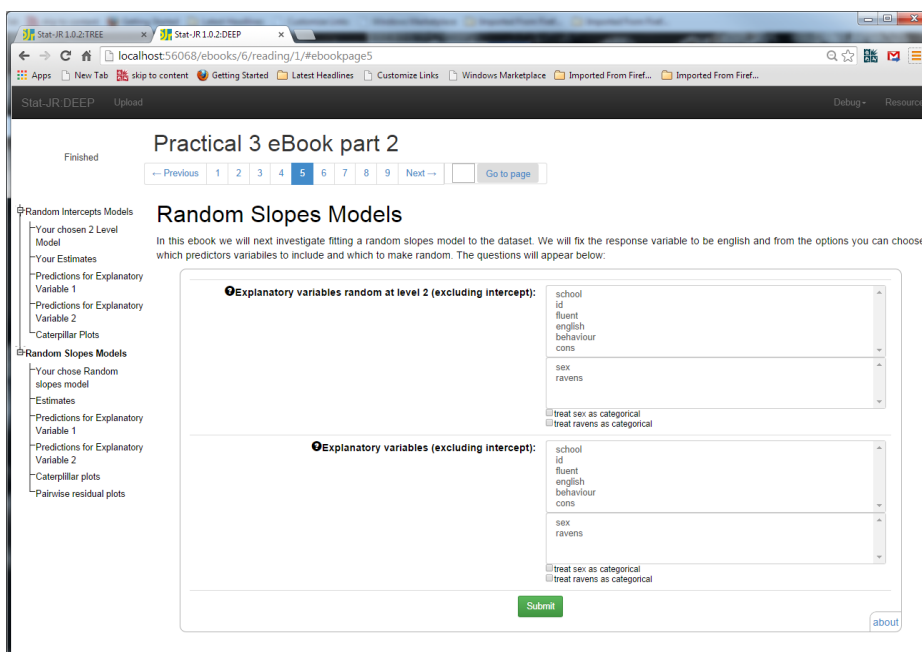 Stat-JR 1.0.2:TREE
Stat-JR 1.0.2:DEEP
localhost:56068/ebooks/6/reading/1/#ebookpage5
Apps New Tab skip to content Getting Started Latest Headlines Customize Links Windows Marketplace Imported From Firef... Imported From Firef...
Stat-JR:DEEP Upload Debug Resource
Finished
Practical 3 eBook part 2
← Previous 1 2 3 4 5 6 7 8 9 Next → Go to page
Random Intercepts Models
Your chosen 2 Level
Model
Your Estimates
Predictions for Explanatory
Variable 1
Predictions for Explanatory
Variable 2
Caterpillar Plots
Random Slopes Models
Your chose Random
slopes model
Estimates
Predictions for Explanatory
Variable 1
Predictions for Explanatory
Variable 2
Caterplillar plots
Pairwise residual plots
Random Slopes Models
In this ebook we will next investigate fitting a random slopes model to the dataset. We will fix the response variable to be english and from the options you can choose
which predictors variabiles to include and which to make random. The questions will appear below:
Explanatory variables random at level 2 (excluding intercept):
school
id
fluent
english
behaviour
cons
sex
ravens
treat sex as categorical
treat ravens as categorical
Explanatory variables (excluding intercept):
school
id
fluent
english
behaviour
cons
sex
ravens
treat sex as categorical
treat ravens as categorical
Submit
about